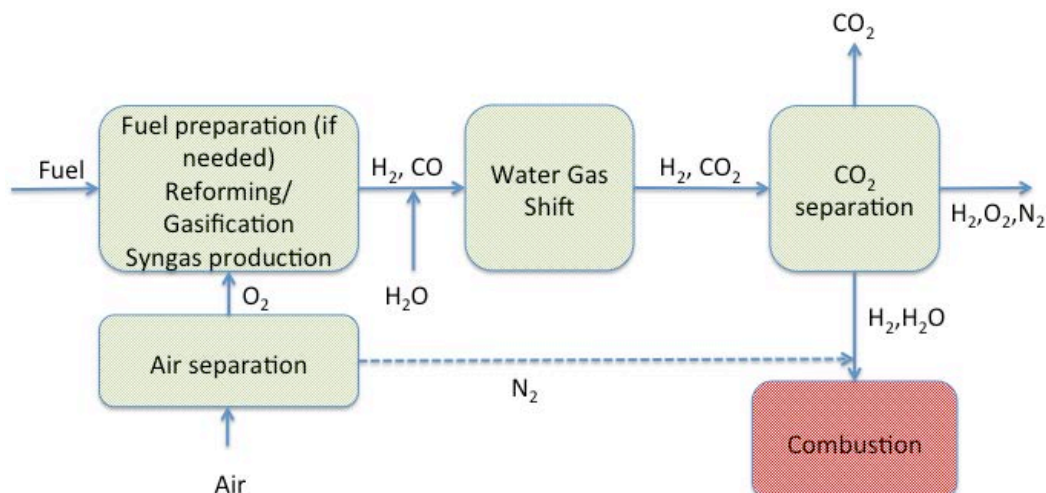 CO₂
Fuel
Fuel preparation (if
needed)
Reforming/
Gasification
Syngas production
H₂, CO
H₂O
Water Gas
Shift
H₂, CO₂
CO₂
separation
H₂,O₂,N₂
O₂
H₂,H₂O
Air separation
N₂
Combustion
Air